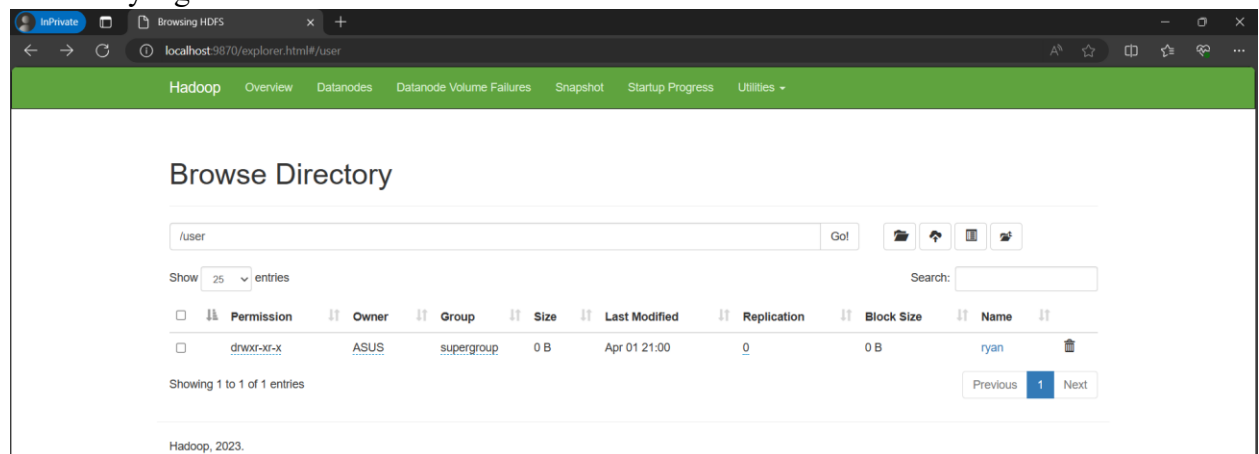 InPrivate Browsing HDFS
localhost:9870/explorer.html#/user
Hadoop Overview Datanodes Datanode Volume Failures Snapshot Startup Progress Utilities
Browse Directory
/user Go!
Show 25 entries Search:
Permission Owner Group Size Last Modified Replication Block Size Name
drwxr-xr-x ASUS supergroup 0 B Apr 01 21:00 0 0 B ryan
Showing 1 to 1 of 1 entries Previous 1 Next
Hadoop, 2023.